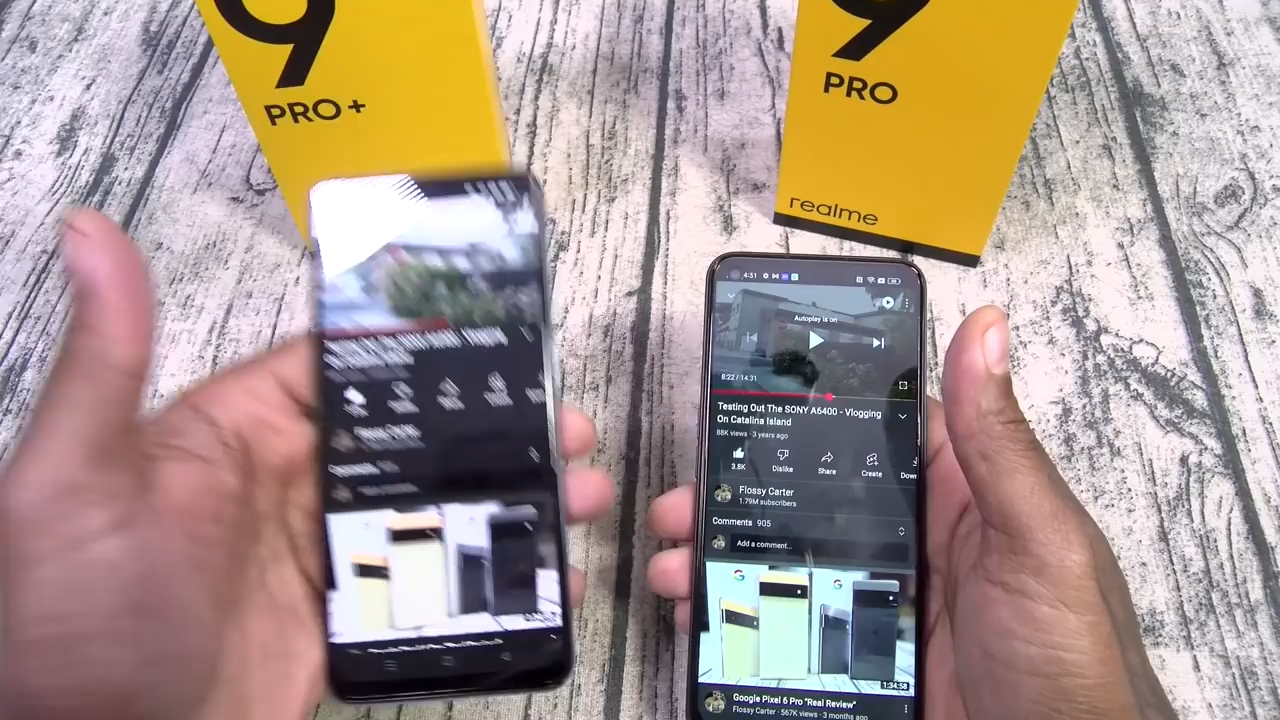 9
PRO+
9
PRO
realme
4:31
Autoplay is on
8:22 / 14:31
Testing Out The SONY A6400 - Vlogging
On Catalina Island
88K views · 3 years ago
3.8K
Dislike
Share
Create
Down
Flossy Carter
1.79M subscribers
Comments 905
Add a comment...
G
G
1:34:58
Google Pixel 6 Pro "Real Review"
Flossy Carter · 567K views · 3 months ago